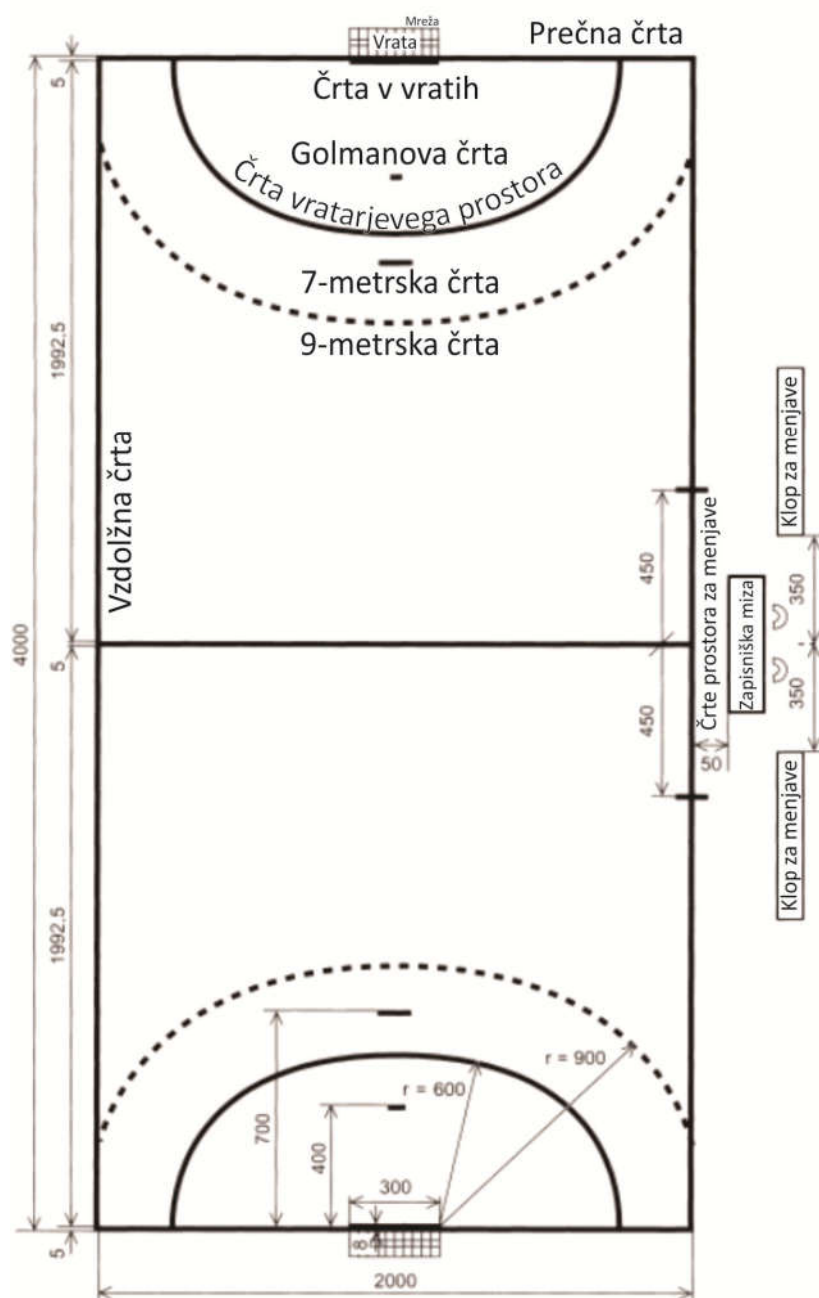 Mreža
Vrata
Prečna črta
5
Črta v vratih
Golmanova črta
Črta vratarjevega prostora
7-metrska črta
9-metrska črta
1992.5
Vzdolžna črta
4000
450
Črte prostora za menjave
Klop za menjave
350
Zapisniška miza
5
450
350
50
Klop za menjave
1992.5
r = 900
r = 600
700
400
300
8
5
2000